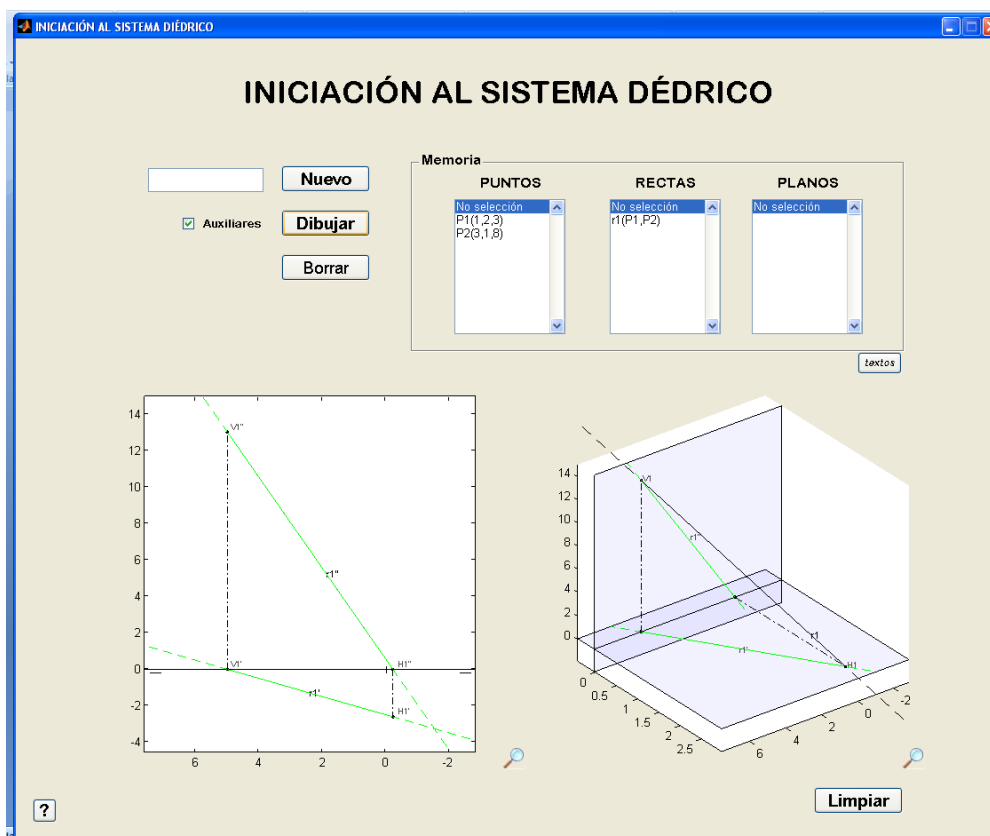 INICIACIÓN AL SISTEMA DIÉDRICO
INICIACIÓN AL SISTEMA DÉDRICO
Nuevo
Auxiliares
Dibujar
Borrar
Memoria
PUNTOS
No selección
P1(1,2,3)
P2(3,1,8)
RECTAS
No selección
r1(P1,P2)
PLANOS
No selección
textos
14
12
10
8
6
4
2
0
-2
-4
6 4 2 0 -2
V1''
r1''
V1'
H1''
r1'
H1'
14
12
10
8
6
4
2
0
0
0.5
1
1.5
2
2.5
6
4
2
0
-2
V1
r1''
r1
r1'
H1
?
Limpiar